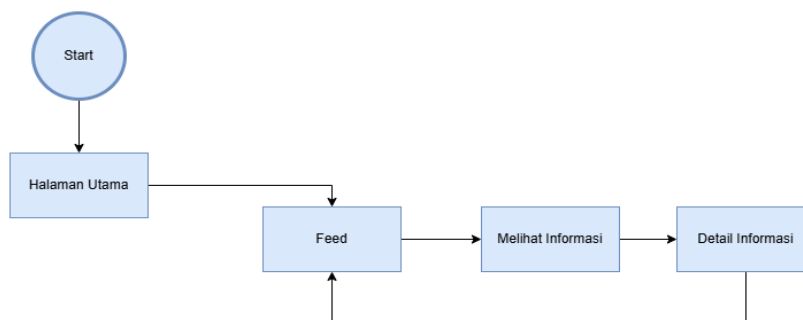 Start
Halaman Utama
Feed
Melihat Informasi
Detail Informasi